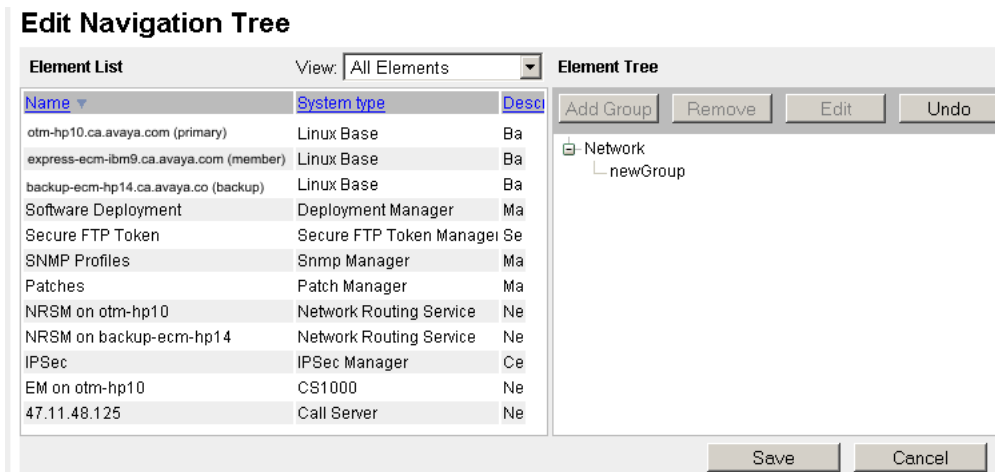 Edit Navigation Tree
Element List View: All Elements Element Tree
Name System type Descr
Add Group Remove Edit Undo
otm-hp10.ca.avaya.com (primary) Linux Base Ba
express-ecm-ibm9.ca.avaya.com (member) Linux Base Ba
backup-ecm-hp14.ca.avaya.co (backup) Linux Base Ba
Software Deployment Deployment Manager Ma
Secure FTP Token Secure FTP Token Manager Se
SNMP Profiles Snmp Manager Ma
Patches Patch Manager Ma
NRSM on otm-hp10 Network Routing Service Ne
NRSM on backup-ecm-hp14 Network Routing Service Ne
IPSec IPSec Manager Ce
EM on otm-hp10 CS1000 Ne
47.11.48.125 Call Server Ne
Network
newGroup
Save Cancel